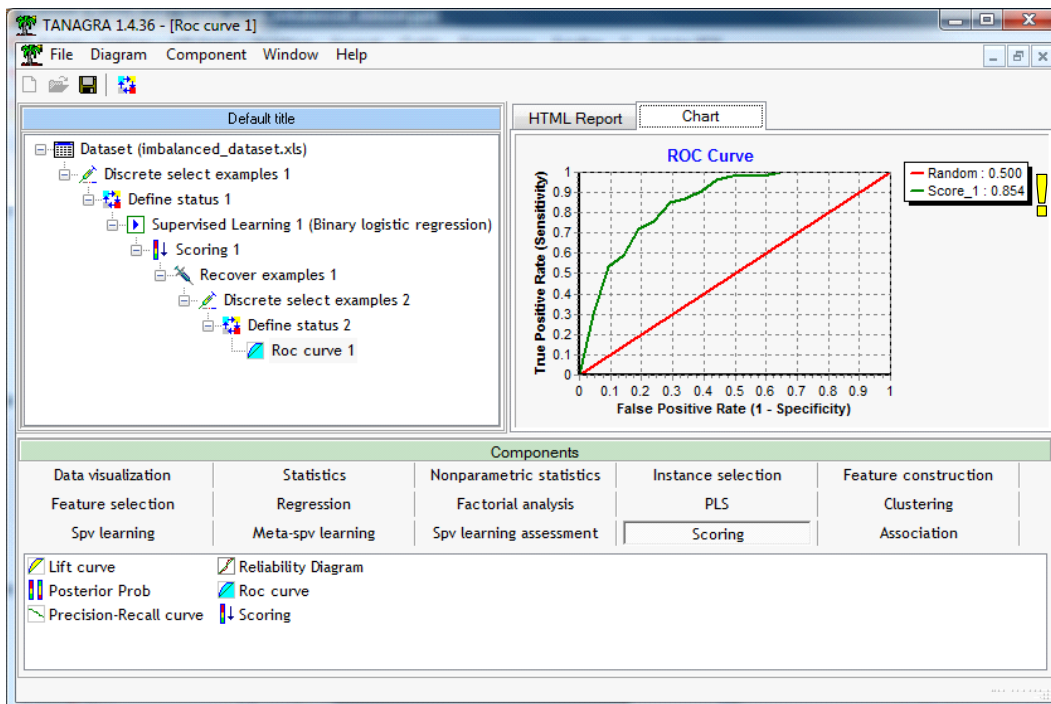 TANAGRA 1.4.36 - [Roc curve 1]
File Diagram Component Window Help
Default title
Dataset (imbalanced_dataset.xls)
Discrete select examples 1
Define status 1
Supervised Learning 1 (Binary logistic regression)
Scoring 1
Recover examples 1
Discrete select examples 2
Define status 2
Roc curve 1
HTML Report Chart
ROC Curve
True Positive Rate (Sensitivity)
1
0.9
0.8
0.7
0.6
0.5
0.4
0.3
0.2
0.1
0
0 0.1 0.2 0.3 0.4 0.5 0.6 0.7 0.8 0.9 1
False Positive Rate (1 - Specificity)
Random : 0.500
Score_1 : 0.854
Components
Data visualization Statistics Nonparametric statistics Instance selection Feature construction
Feature selection Regression Factorial analysis PLS Clustering
Spv learning Meta-spv learning Spv learning assessment Scoring Association
Lift curve Reliability Diagram
Posterior Prob Roc curve
Precision-Recall curve Scoring